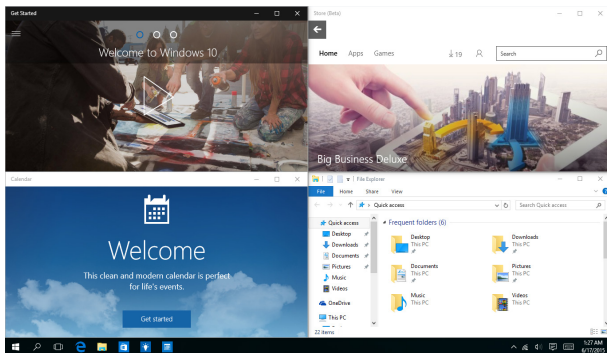 Get Started
Welcome to Windows 10
Store (Beta)
Home Apps Games 19 Search
Big Business Deluxe
Calendar
Welcome
This clean and modern calendar is perfect
for life's events.
Get started
File Explorer
File Home Share View
Quick access
Search Quick access
Quick access
Desktop
Downloads
Documents
Pictures
Music
Videos
OneDrive
This PC
Frequent folders (6)
Desktop
This PC
Downloads
This PC
Documents
This PC
Pictures
This PC
Music
This PC
Videos
This PC
22 items
1:27 AM
6/17/2015